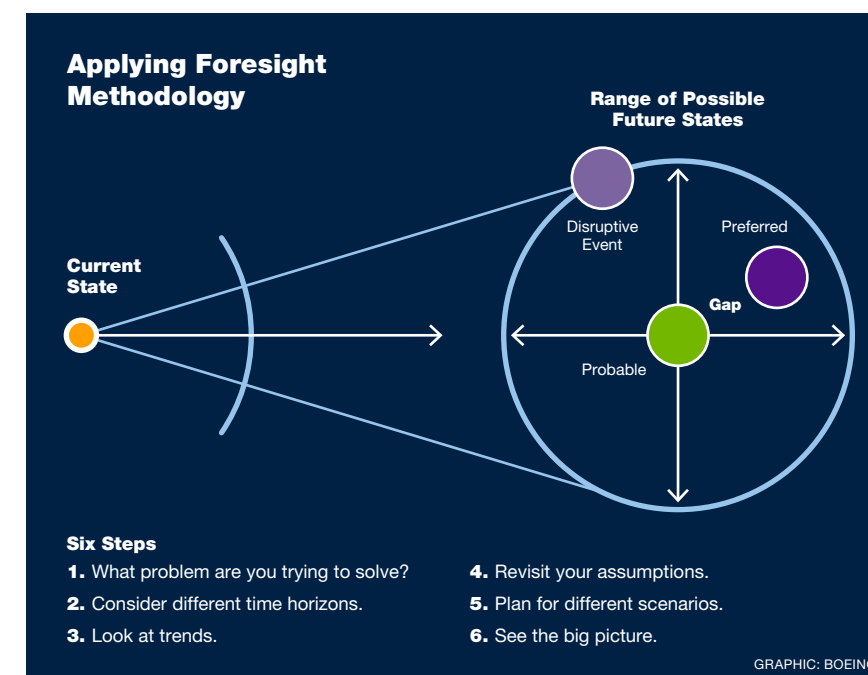 Applying Foresight
Methodology
Range of Possible
Future States
Disruptive
Event
Preferred
Current
State
Gap
Probable
Six Steps
1. What problem are you trying to solve?
2. Consider different time horizons.
3. Look at trends.
4. Revisit your assumptions.
5. Plan for different scenarios.
6. See the big picture.
GRAPHIC: BOEING